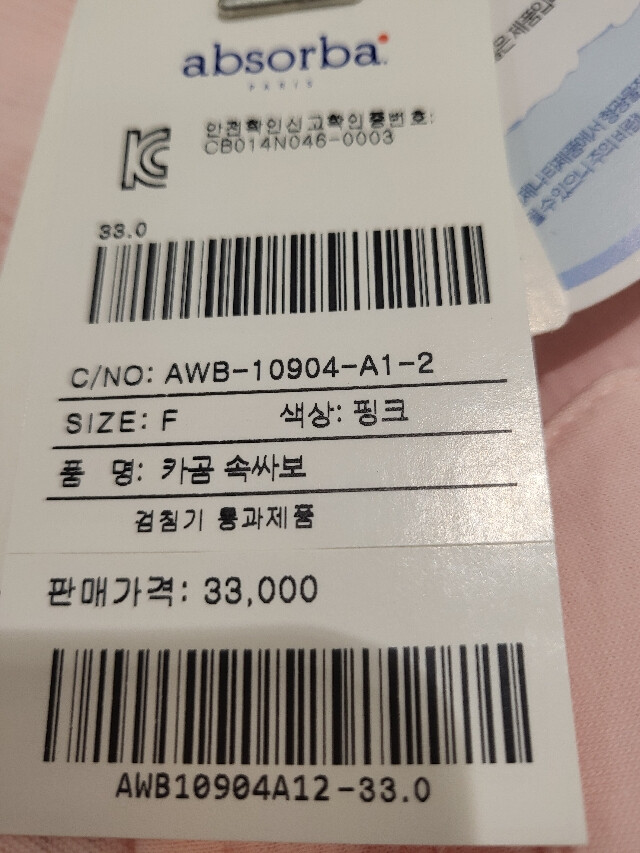 absorba
PARIS
안전확인신고확인증번호:
CB014N046-0003
33.0
C/NO: AWB-10904-A1-2
SIZE: F 색상: 핑크
품 명: 카곰 속싸보
검침기 통과제품
판매가격: 33,000
AWB10904A12-33.0